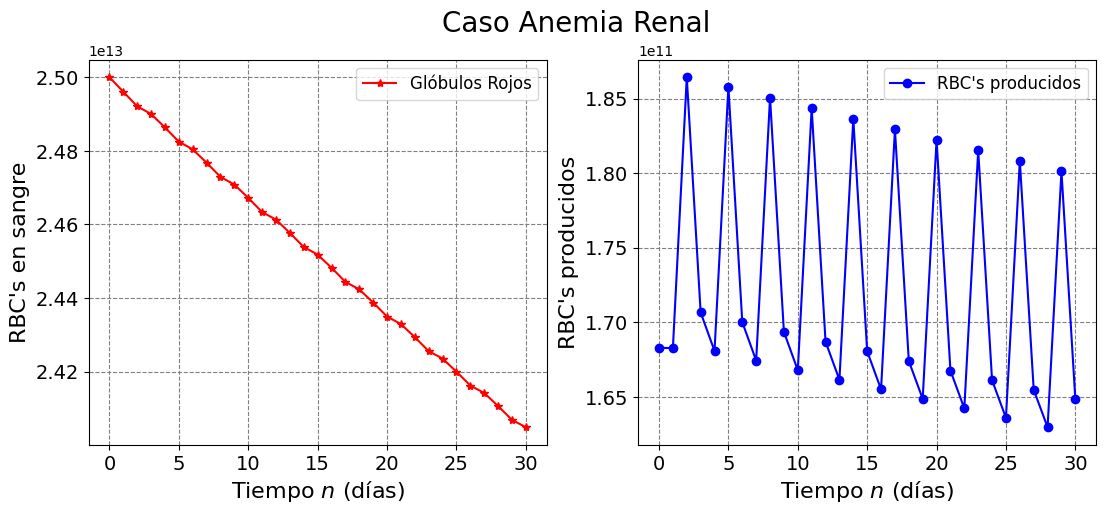 Caso Anemia Renal
1e13
Glóbulos Rojos
2.50
2.48
2.46
2.44
2.42
RBC's en sangre
0 5 10 15 20 25 30
Tiempo n (días)
1e11
RBC's producidos
1.85
1.80
1.75
1.70
1.65
RBC's producidos
0 5 10 15 20 25 30
Tiempo n (días)